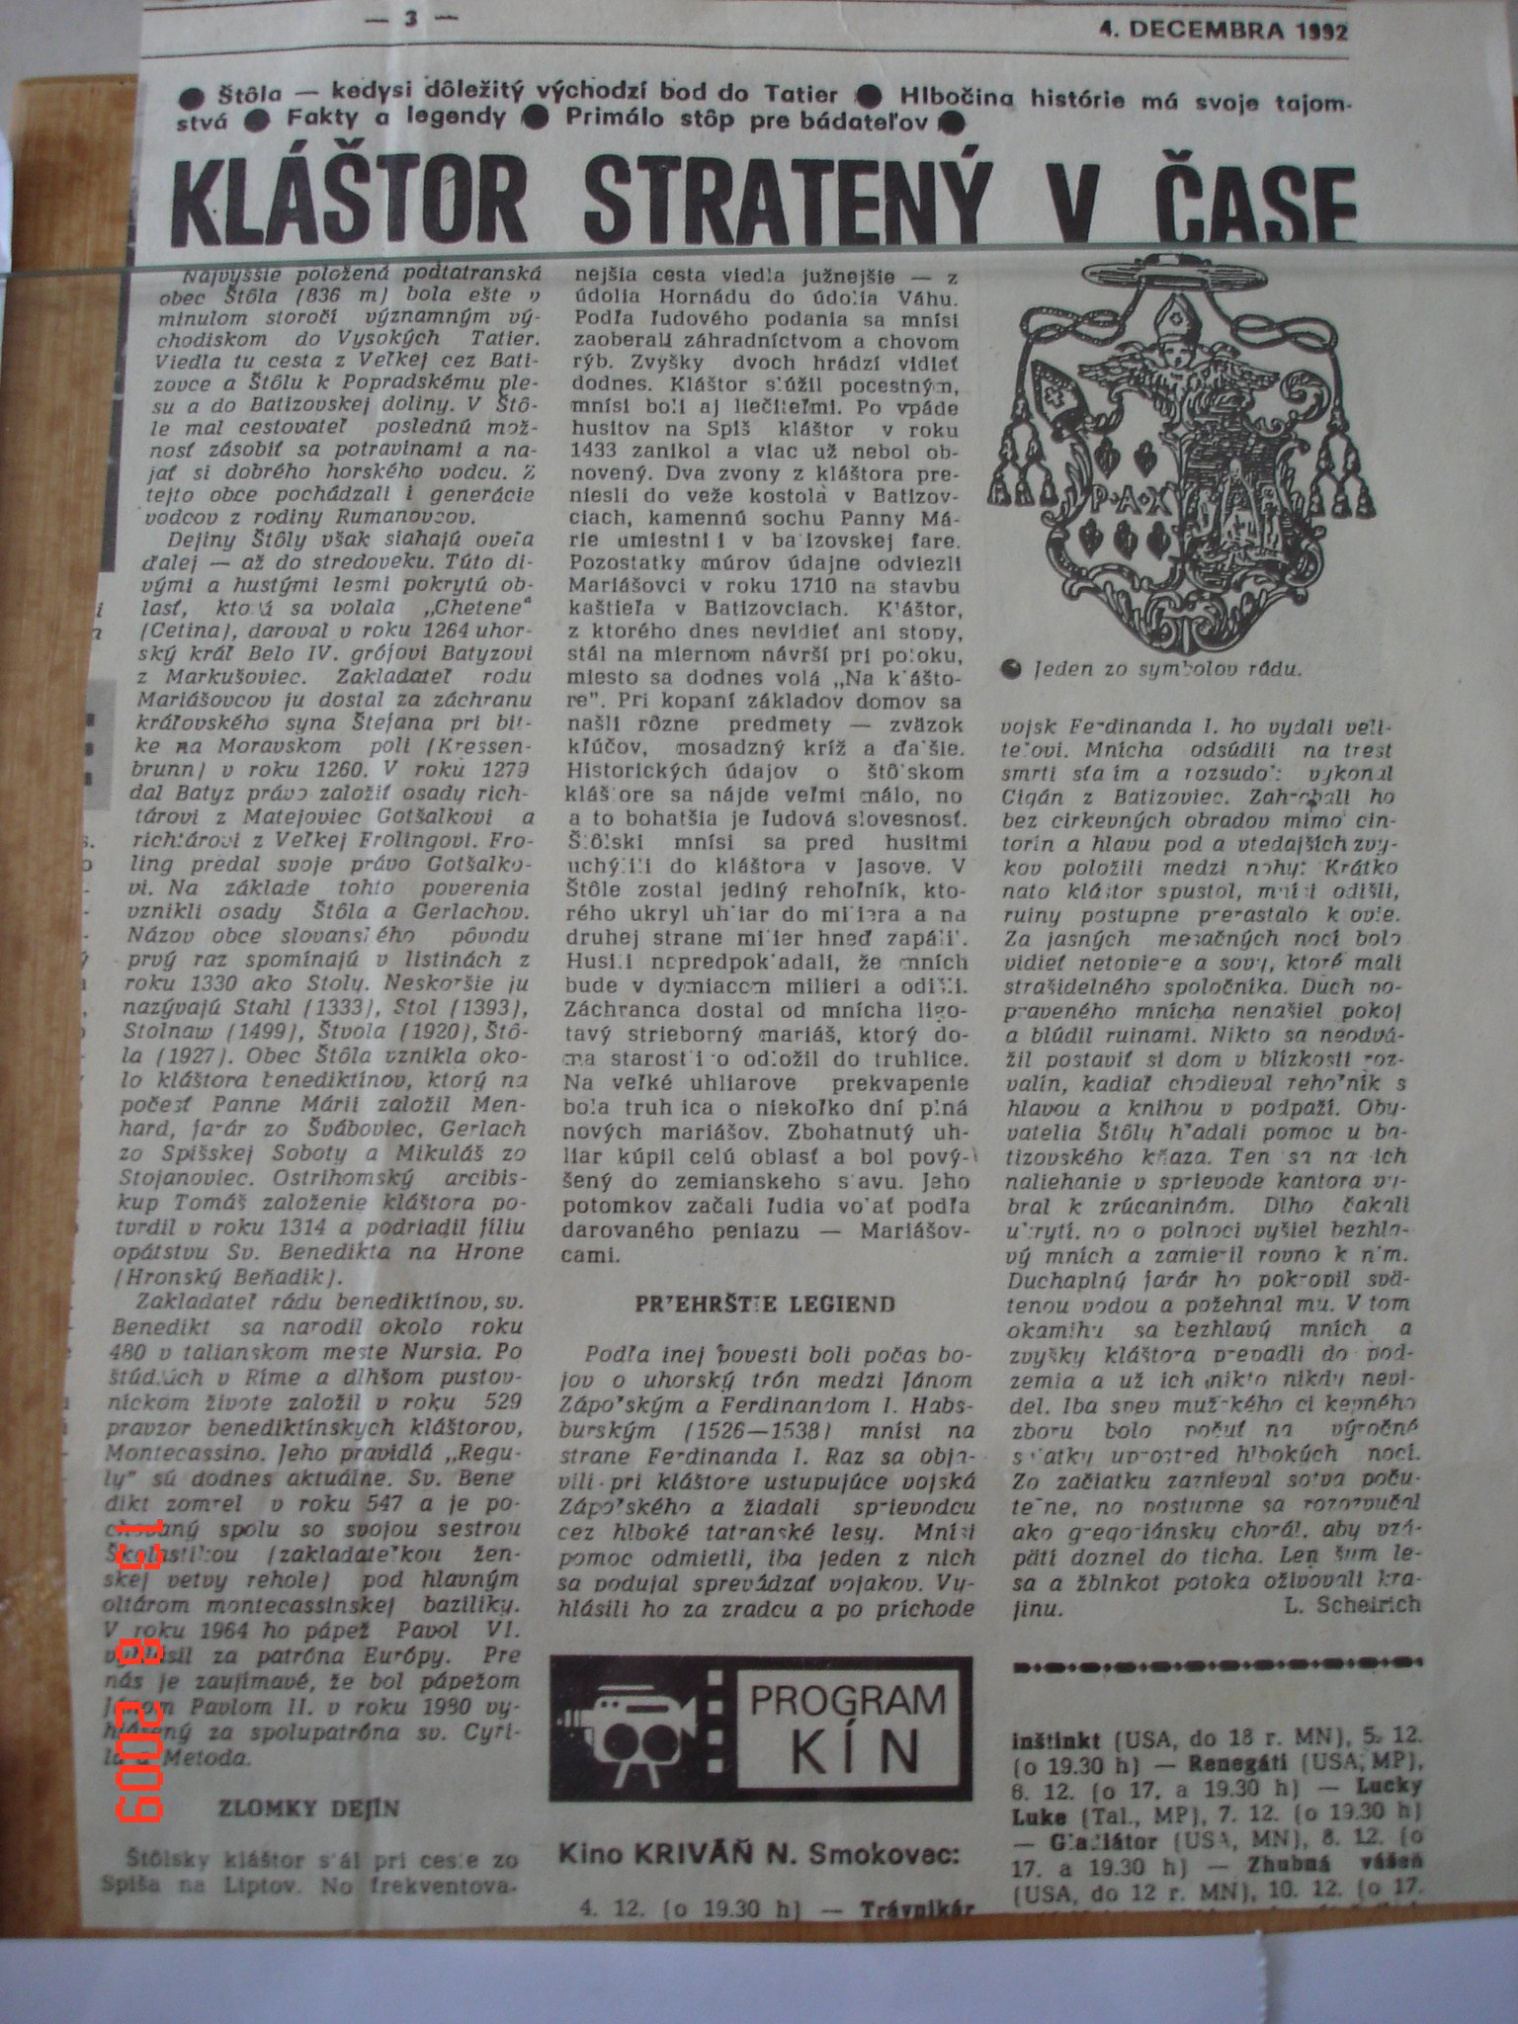 — 3 —
4. DECEMBRA 1992
● Štôla — kedysi dôležitý východzí bod do Tatier ● Hlbočina histórie má svoje tajom-
stvá ● Fakty a legendy ● Primálo stôp pre bádateľov ●
KLÁŠTOR STRATENÝ V ČASE
Najvyššie položená podtatranská
obec Štôla (836 m) bola ešte v
minulom storočí významným vý-
chodiskom do Vysokých Tatier.
Viedla tu cesta z Veľkej cez Bati-
zovce a Štôlu k Popradskému ple-
su a do Batizovskej doliny. V Štô-
le mal cestovateľ poslednú mož-
nosť zásobiť sa potravinami a na-
jať si dobrého horského vodcu. Z
tejto obce pochádzali i generácie
vodcov z rodiny Rumanovcov.
Dejiny Štôly však siahajú oveľa
ďalej — až do stredoveku. Túto di-
vými a hustými lesmi pokrytú ob-
lasť, ktorá sa volala „Chetene“
(Cetina), daroval v roku 1264 uhor-
ský kráľ Belo IV. grófovi Batyzovi
z Markušoviec. Zakladateľ rodu
Mariášovcov ju dostal za záchranu
kráľovského syna Štefana pri bit-
ke na Moravskom poli (Kressen-
brunn) v roku 1260. V roku 1279
dal Batyz právo založiť osady rich-
tárovi z Matejoviec Gotšalkovi a
richtárovi z Veľkej Frolingovi. Fro-
ling predal svoje právo Gotšalko-
vi. Na základe tohto poverenia
vznikli osady Štôla a Gerlachov.
Názov obce slovanského pôvodu
prvý raz spomínajú v listinách z
roku 1330 ako Stoly. Neskoršie ju
nazývajú Stahl (1333), Stol (1393),
Stolnaw (1499), Štvola (1920), Štô-
la (1927). Obec Štôla vznikla oko-
lo kláštora benediktínov, ktorý na
počesť Panne Márii založil Men-
hard, farár zo Šváboviec, Gerlach
zo Spišskej Soboty a Mikuláš zo
Stojanoviec. Ostrihomský arcibis-
kup Tomáš založenie kláštora po-
tvrdil v roku 1314 a podriadil filiu
opátstvu Sv. Benedikta na Hrone
(Hronský Beňadik).
Zakladateľ rádu benediktínov, sv.
Benedikt sa narodil okolo roku
480 v talianskom meste Nursia. Po
štúdiách v Ríme a dlhšom pustov-
níckom živote založil v roku 529
pravzor benediktínskych kláštorov,
Montecassino. Jeho pravidlá „Regu-
ly“ sú dodnes aktuálne. Sv. Bene
dikt zomrel v roku 547 a je po-
chovaný spolu so svojou sestrou
Školastikou (zakladateľkou žen-
skej vetvy rehole) pod hlavným
oltárom montecassinskej baziliky.
V roku 1964 ho pápež Pavol VI.
vyhlásil za patróna Európy. Pre
nás je zaujímavé, že bol pápežom
Jánom Pavlom II. v roku 1980 vy-
hlásený za spolupatróna sv. Cyri-
la a Metoda.
ZLOMKY DEJÍN
Štôlsky kláštor stál pri ceste zo
Spiša na Liptov. No frekventova-
nejšia cesta viedla južnejšie — z
údolia Hornádu do údolia Váhu.
Podľa ľudového podania sa mnísi
zaoberali záhradníctvom a chovom
rýb. Zvyšky dvoch hrádzí vidieť
dodnes. Kláštor slúžil pocestným,
mnísi boli aj liečiteľmi. Po vpáde
husitov na Spiš kláštor v roku
1433 zanikol a viac už nebol ob-
novený. Dva zvony z kláštora pre-
niesli do veže kostola v Batizov-
ciach, kamennú sochu Panny Má-
rie umiestnili v batizovskej fare.
Pozostatky múrov údajne odviezli
Mariášovci v roku 1710 na stavbu
kaštieľa v Batizovciach. Kláštor,
z ktorého dnes nevidieť ani stopy,
stál na miernom návrší pri potoku,
miesto sa dodnes volá „Na klášto-
re”. Pri kopaní základov domov sa
našli rôzne predmety — zväzok
kľúčov, mosadzný kríž a ďalšie.
Historických údajov o štôlskom
kláštore sa nájde veľmi málo, no
a to bohatšia je ľudová slovesnosť.
Štôlski mnísi sa pred husitmi
uchýlili do kláštora v Jasove. V
Štôle zostal jediný rehoľník, kto-
rého ukryl uhliar do miliera a na
druhej strane milier hneď zapálil.
Husiti nepredpokladali, že mních
bude v dymiacom milieri a odišli.
Záchranca dostal od mnícha ligo-
tavý strieborný mariáš, ktorý do-
ma starostlivo odložil do truhlice.
Na veľké uhliarove prekvapenie
bola truhlica o niekoľko dní plná
nových mariášov. Zbohatnutý uh-
liar kúpil celú oblasť a bol pový-
šený do zemianskeho stavu. Jeho
potomkov začali ľudia volať podľa
darovaného peniazu — Mariášov-
cami.
PRIEHRŠTIE LEGIEND
Podľa inej povesti boli počas bo-
jov o uhorský trón medzi Jánom
Zápoľským a Ferdinandom I. Habs-
burským (1526—1538) mnísi na
strane Ferdinanda I. Raz sa obja-
vili pri kláštore ustupujúce vojská
Zápoľského a žiadali sprievodcu
cez hlboké tatranské lesy. Mnísi
pomoc odmietli, iba jeden z nich
sa podujal sprevádzať vojakov. Vy-
hlásili ho za zradcu a po príchode
● Jeden zo symbolov rádu.
vojsk Ferdinanda I. ho vydali veli-
teľovi. Mnícha odsúdili na trest
smrti sťatím a rozsudok vykonal
Cigán z Batizoviec. Zahrabali ho
bez cirkevných obradov mimo cin-
torín a hlavu podľa vtedajších zvy-
kov položili medzi nohy. Krátko
nato kláštor spustol, mnísi odišli,
ruiny postupne prerastalo krovie.
Za jasných mesačných nocí bolo
vidieť netopiere a sovy, ktoré mali
strašidelného spoločníka. Duch po-
praveného mnícha nenašiel pokoj
a blúdil ruinami. Nikto sa neodvá-
žil postaviť si dom v blízkosti roz-
valín, kadiaľ chodieval rehoľník s
hlavou a knihou v podpaží. Oby-
vatelia Štôly hľadali pomoc u ba-
tizovského kňaza. Ten sa na ich
naliehanie v sprievode kantora vy-
bral k zrúcaninám. Dlho čakali
ukrytí, no o polnoci vyšiel bezhla-
vý mních a zamieril rovno k nim.
Duchaplný farár ho pokropil svä-
tenou vodou a požehnal mu. V tom
okamihu sa bezhlavý mních a
zvyšky kláštora prepadli do pod-
zemia a už ich nikto nikdy nevi-
del. Iba spev mužského cirkevného
zboru bolo počuť na výročné
sviatky uprostred hlbokých nocí.
Zo začiatku zaznieval sotva poču-
teľne, no postupne sa rozozvučal
ako gregoriánsky chorál, aby vzá-
pätí doznel do ticha. Len šum le-
sa a žblnkot potoka oživovali kra-
jinu.
L. Scheirich
PROGRAM
KÍN
Kino KRIVÁŇ N. Smokovec:
4. 12. (o 19.30 h) — Trávnikár
inštinkt (USA, do 18 r. MN), 5. 12.
(o 19.30 h) — Renegáti (USA, MP),
6. 12. (o 17. a 19.30 h) — Lucky
Luke (Tal., MP), 7. 12. (o 19.30 h)
— Gladiátor (USA, MN), 8. 12. (o
17. a 19.30 h) — Zhubná vášeň
(USA, do 12 r. MN), 10. 12. (o 17.
P·A·X
13 8 2009